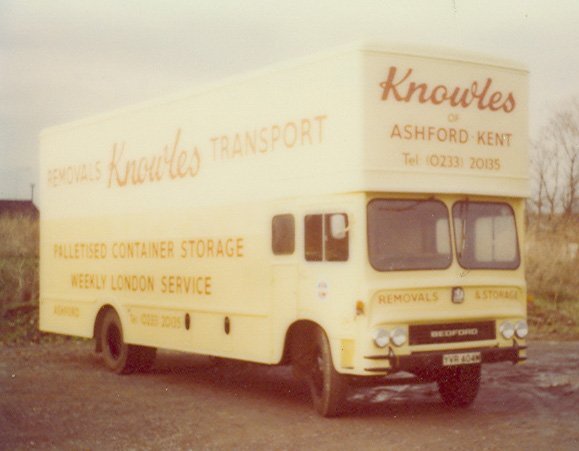 Knowles
OF
ASHFORD · KENT
Tel: (0233) 20135
REMOVALS Knowles TRANSPORT
PALLETISED CONTAINER STORAGE
WEEKLY LONDON SERVICE
ASHFORD Tel: (0233) 20135
REMOVALS & STORAGE
BEDFORD
YVR 404M